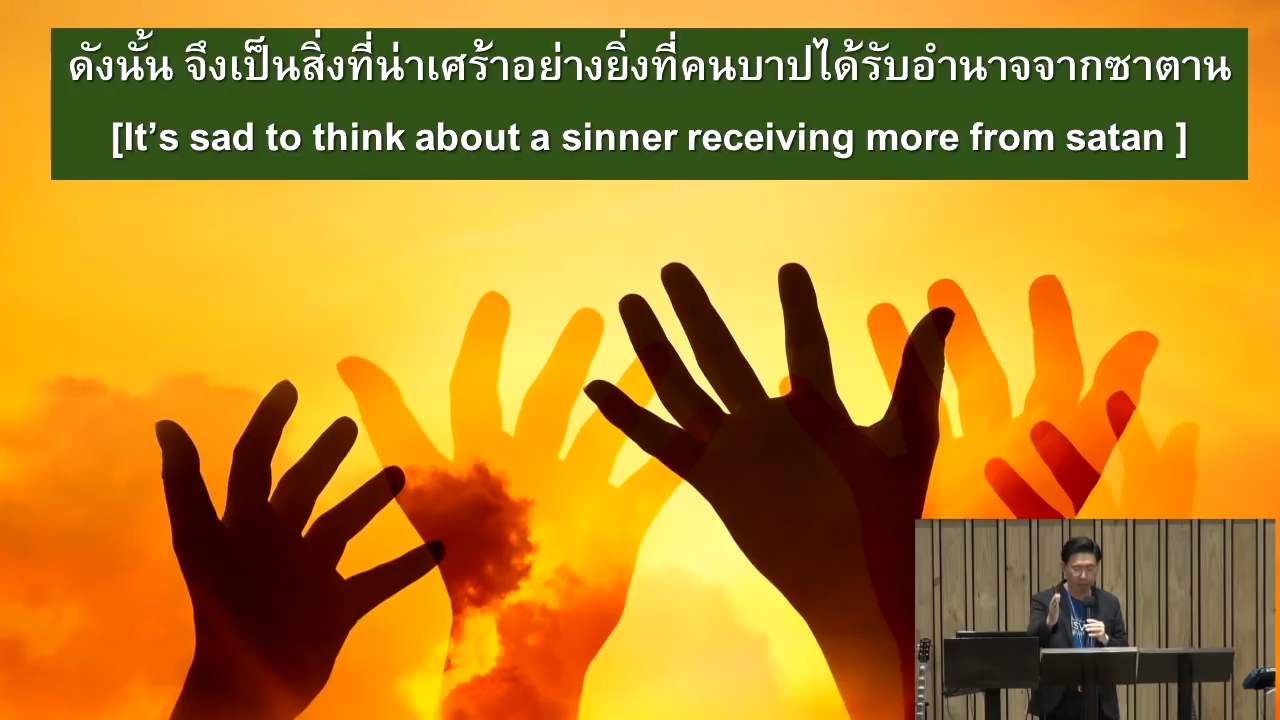 ดังนั้น จึงเป็นสิ่งที่น่าเศร้าอย่างยิ่งที่คนบาปได้รับอำนาจจากซาตาน
[It’s sad to think about a sinner receiving more from satan ]